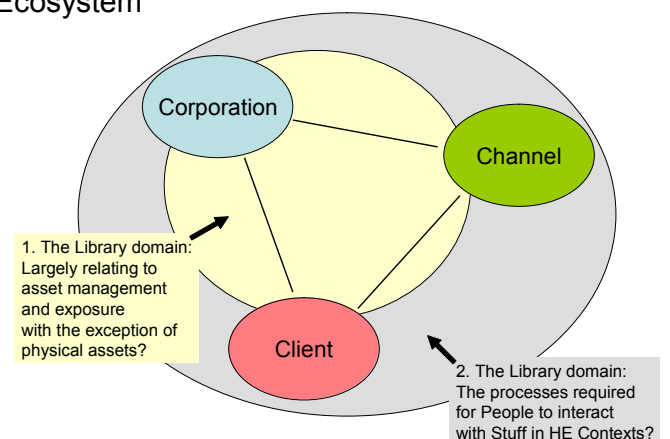 Ecosystem
Corporation
Channel
1. The Library domain:
Largely relating to
asset management
and exposure
with the exception of
physical assets?
Client
2. The Library domain:
The processes required
for People to interact
with Stuff in HE Contexts?